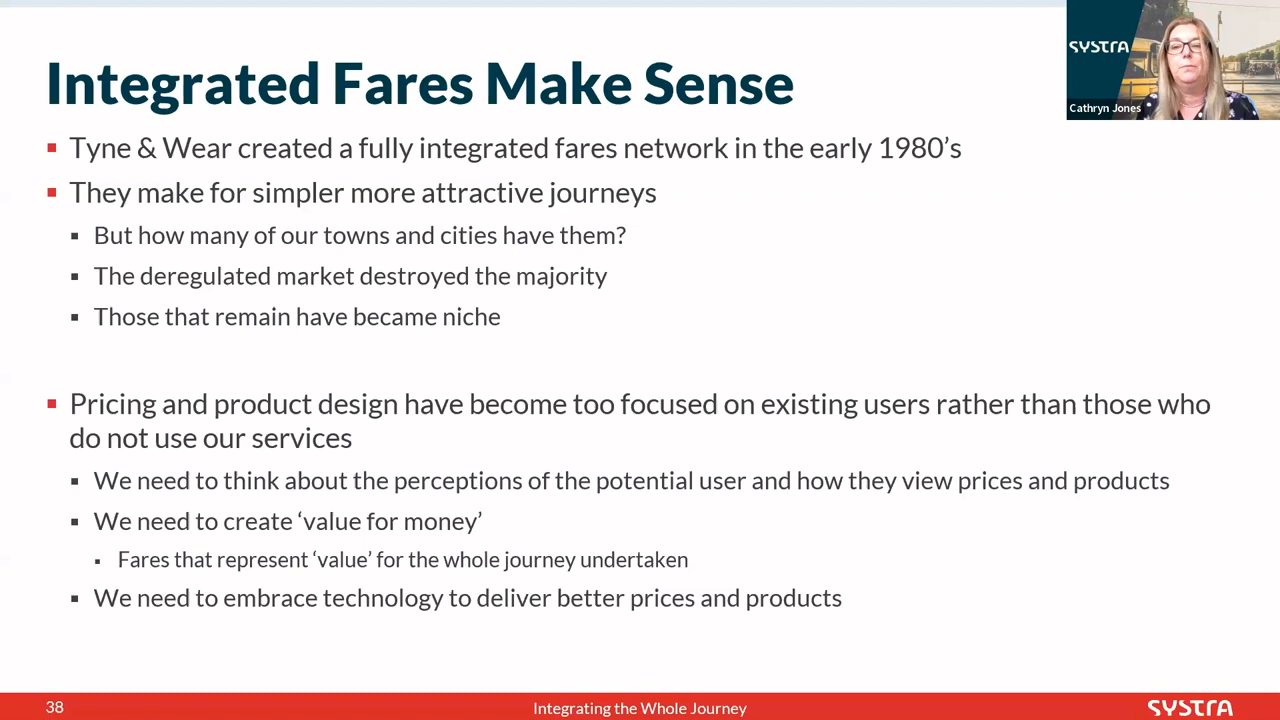 Integrated Fares Make Sense
SYSTRA
Cathryn Jones
Tyne & Wear created a fully integrated fares network in the early 1980’s
They make for simpler more attractive journeys
But how many of our towns and cities have them?
The deregulated market destroyed the majority
Those that remain have became niche
Pricing and product design have become too focused on existing users rather than those who
do not use our services
We need to think about the perceptions of the potential user and how they view prices and products
We need to create ‘value for money’
Fares that represent ‘value’ for the whole journey undertaken
We need to embrace technology to deliver better prices and products
38
Integrating the Whole Journey
SYSTRA